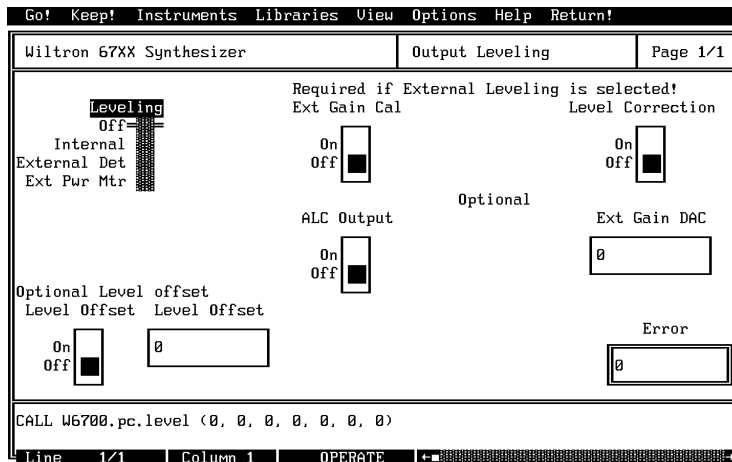 Go! Keep! Instruments Libraries View Options Help Return!
Wiltron 67XX Synthesizer Output Leveling Page 1/1
Required if External Leveling is selected!
Leveling
Off
Internal
External Det
Ext Pwr Mtr
Ext Gain Cal
On
Off
Level Correction
On
Off
Optional
ALC Output
On
Off
Ext Gain DAC
0
Optional Level offset
Level Offset
On
Off
Level Offset
0
Error
0
CALL W6700.pc.level (0, 0, 0, 0, 0, 0, 0)
Line 1/1 Column 1 OPERATE